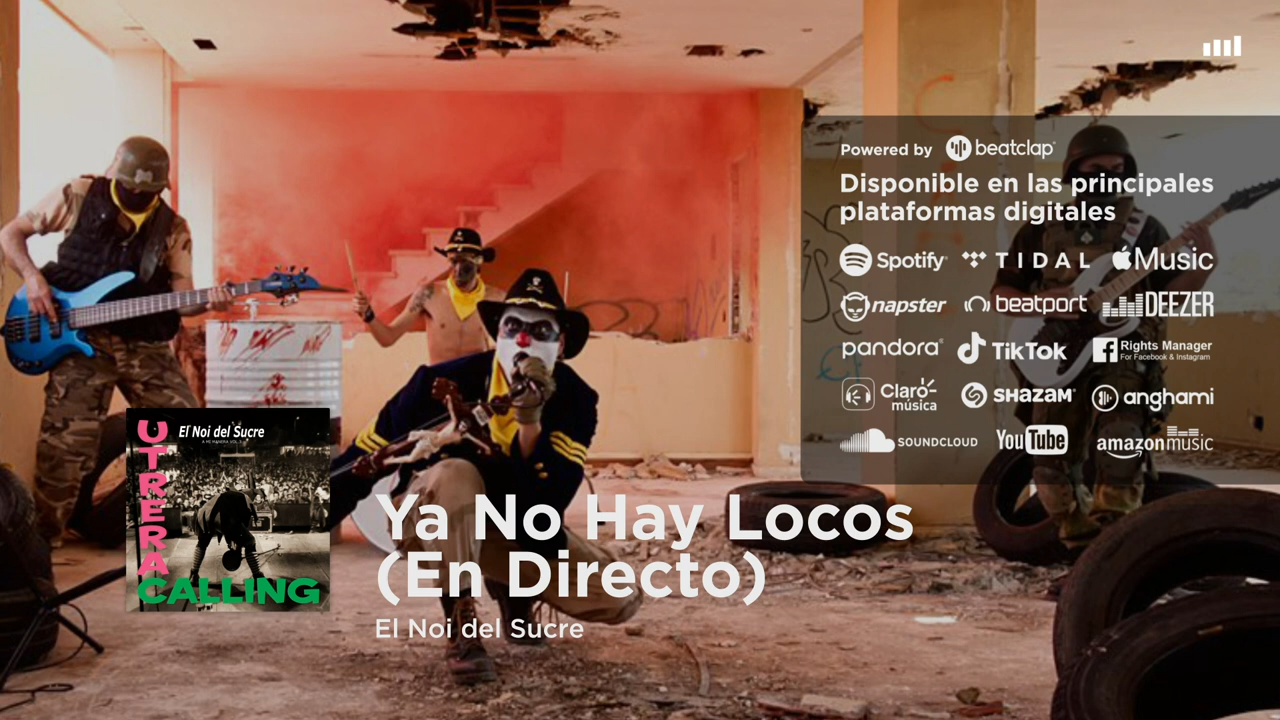 Powered by beatclap
Disponible en las principales
plataformas digitales
Spotify TIDAL Music
napster beatport DEEZER
pandora TikTok Rights Manager
For Facebook & Instagram
Claro-
música SHAZAM anghami
SOUNDCLOUD YouTube amazonmusic
El Noi del Sucre
UTRERA
CALLING
Ya No Hay Locos
(En Directo)
El Noi del Sucre